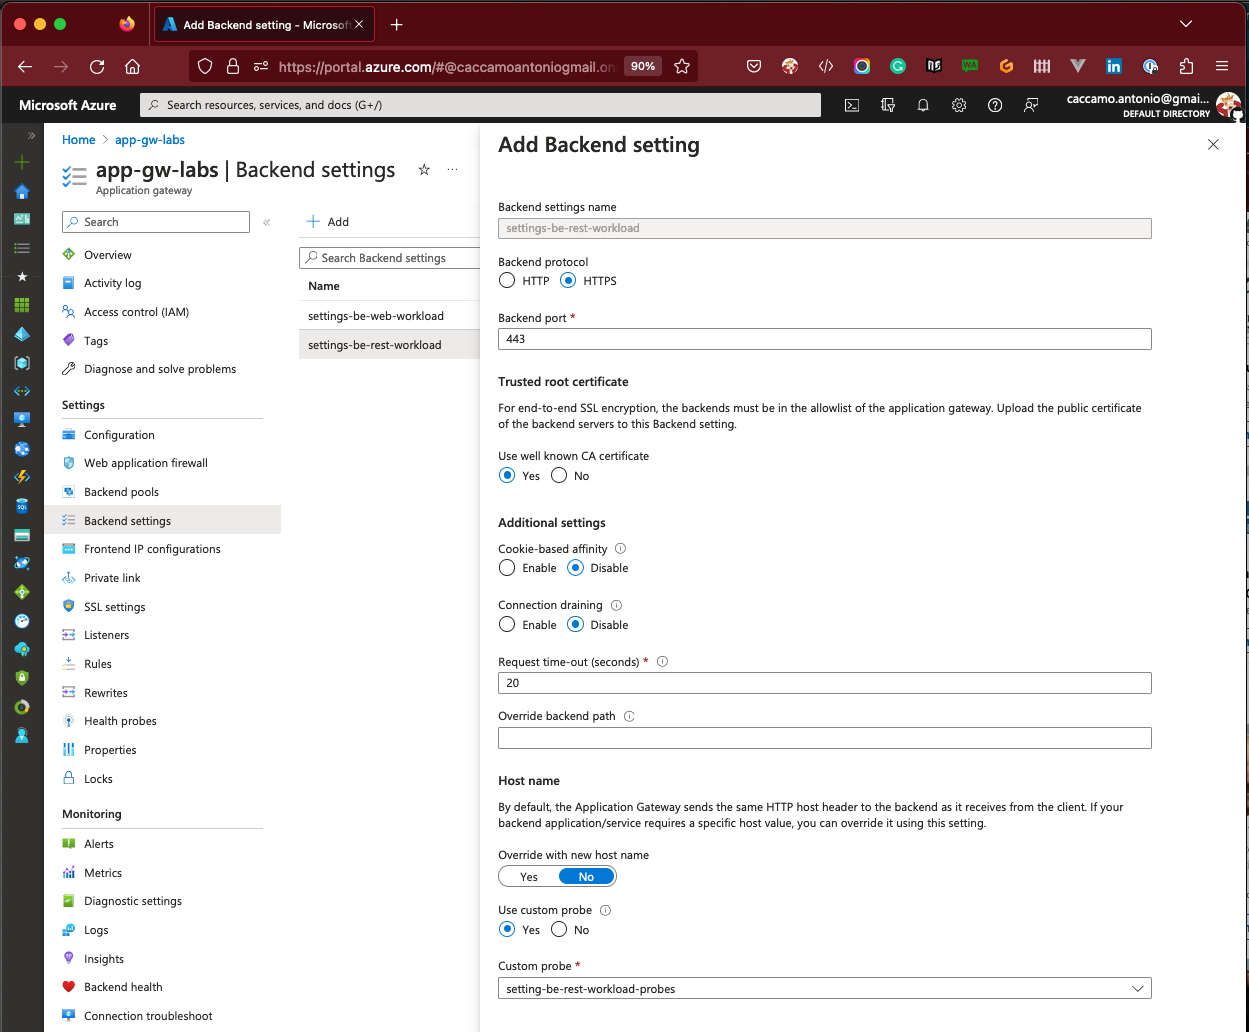 Add Backend setting - Microsoft
https://portal.azure.com/#@caccamoantoniogmail.on
90%
Microsoft Azure
Search resources, services, and docs (G+/)
caccamo.antonio@gmai...
DEFAULT DIRECTORY
Home > app-gw-labs
app-gw-labs | Backend settings
Application gateway
Search
Overview
Activity log
Access control (IAM)
Tags
Diagnose and solve problems
Settings
Configuration
Web application firewall
Backend pools
Backend settings
Frontend IP configurations
Private link
SSL settings
Listeners
Rules
Rewrites
Health probes
Properties
Locks
Monitoring
Alerts
Metrics
Diagnostic settings
Logs
Insights
Backend health
Connection troubleshoot
Add
Search Backend settings
Name
settings-be-web-workload
settings-be-rest-workload
Add Backend setting
Backend settings name
settings-be-rest-workload
Backend protocol
HTTP HTTPS
Backend port *
443
Trusted root certificate
For end-to-end SSL encryption, the backends must be in the allowlist of the application gateway. Upload the public certificate
of the backend servers to this Backend setting.
Use well known CA certificate
Yes No
Additional settings
Cookie-based affinity
Enable Disable
Connection draining
Enable Disable
Request time-out (seconds) *
20
Override backend path
Host name
By default, the Application Gateway sends the same HTTP host header to the backend as it receives from the client. If your
backend application/service requires a specific host value, you can override it using this setting.
Override with new host name
Yes No
Use custom probe
Yes No
Custom probe *
setting-be-rest-workload-probes